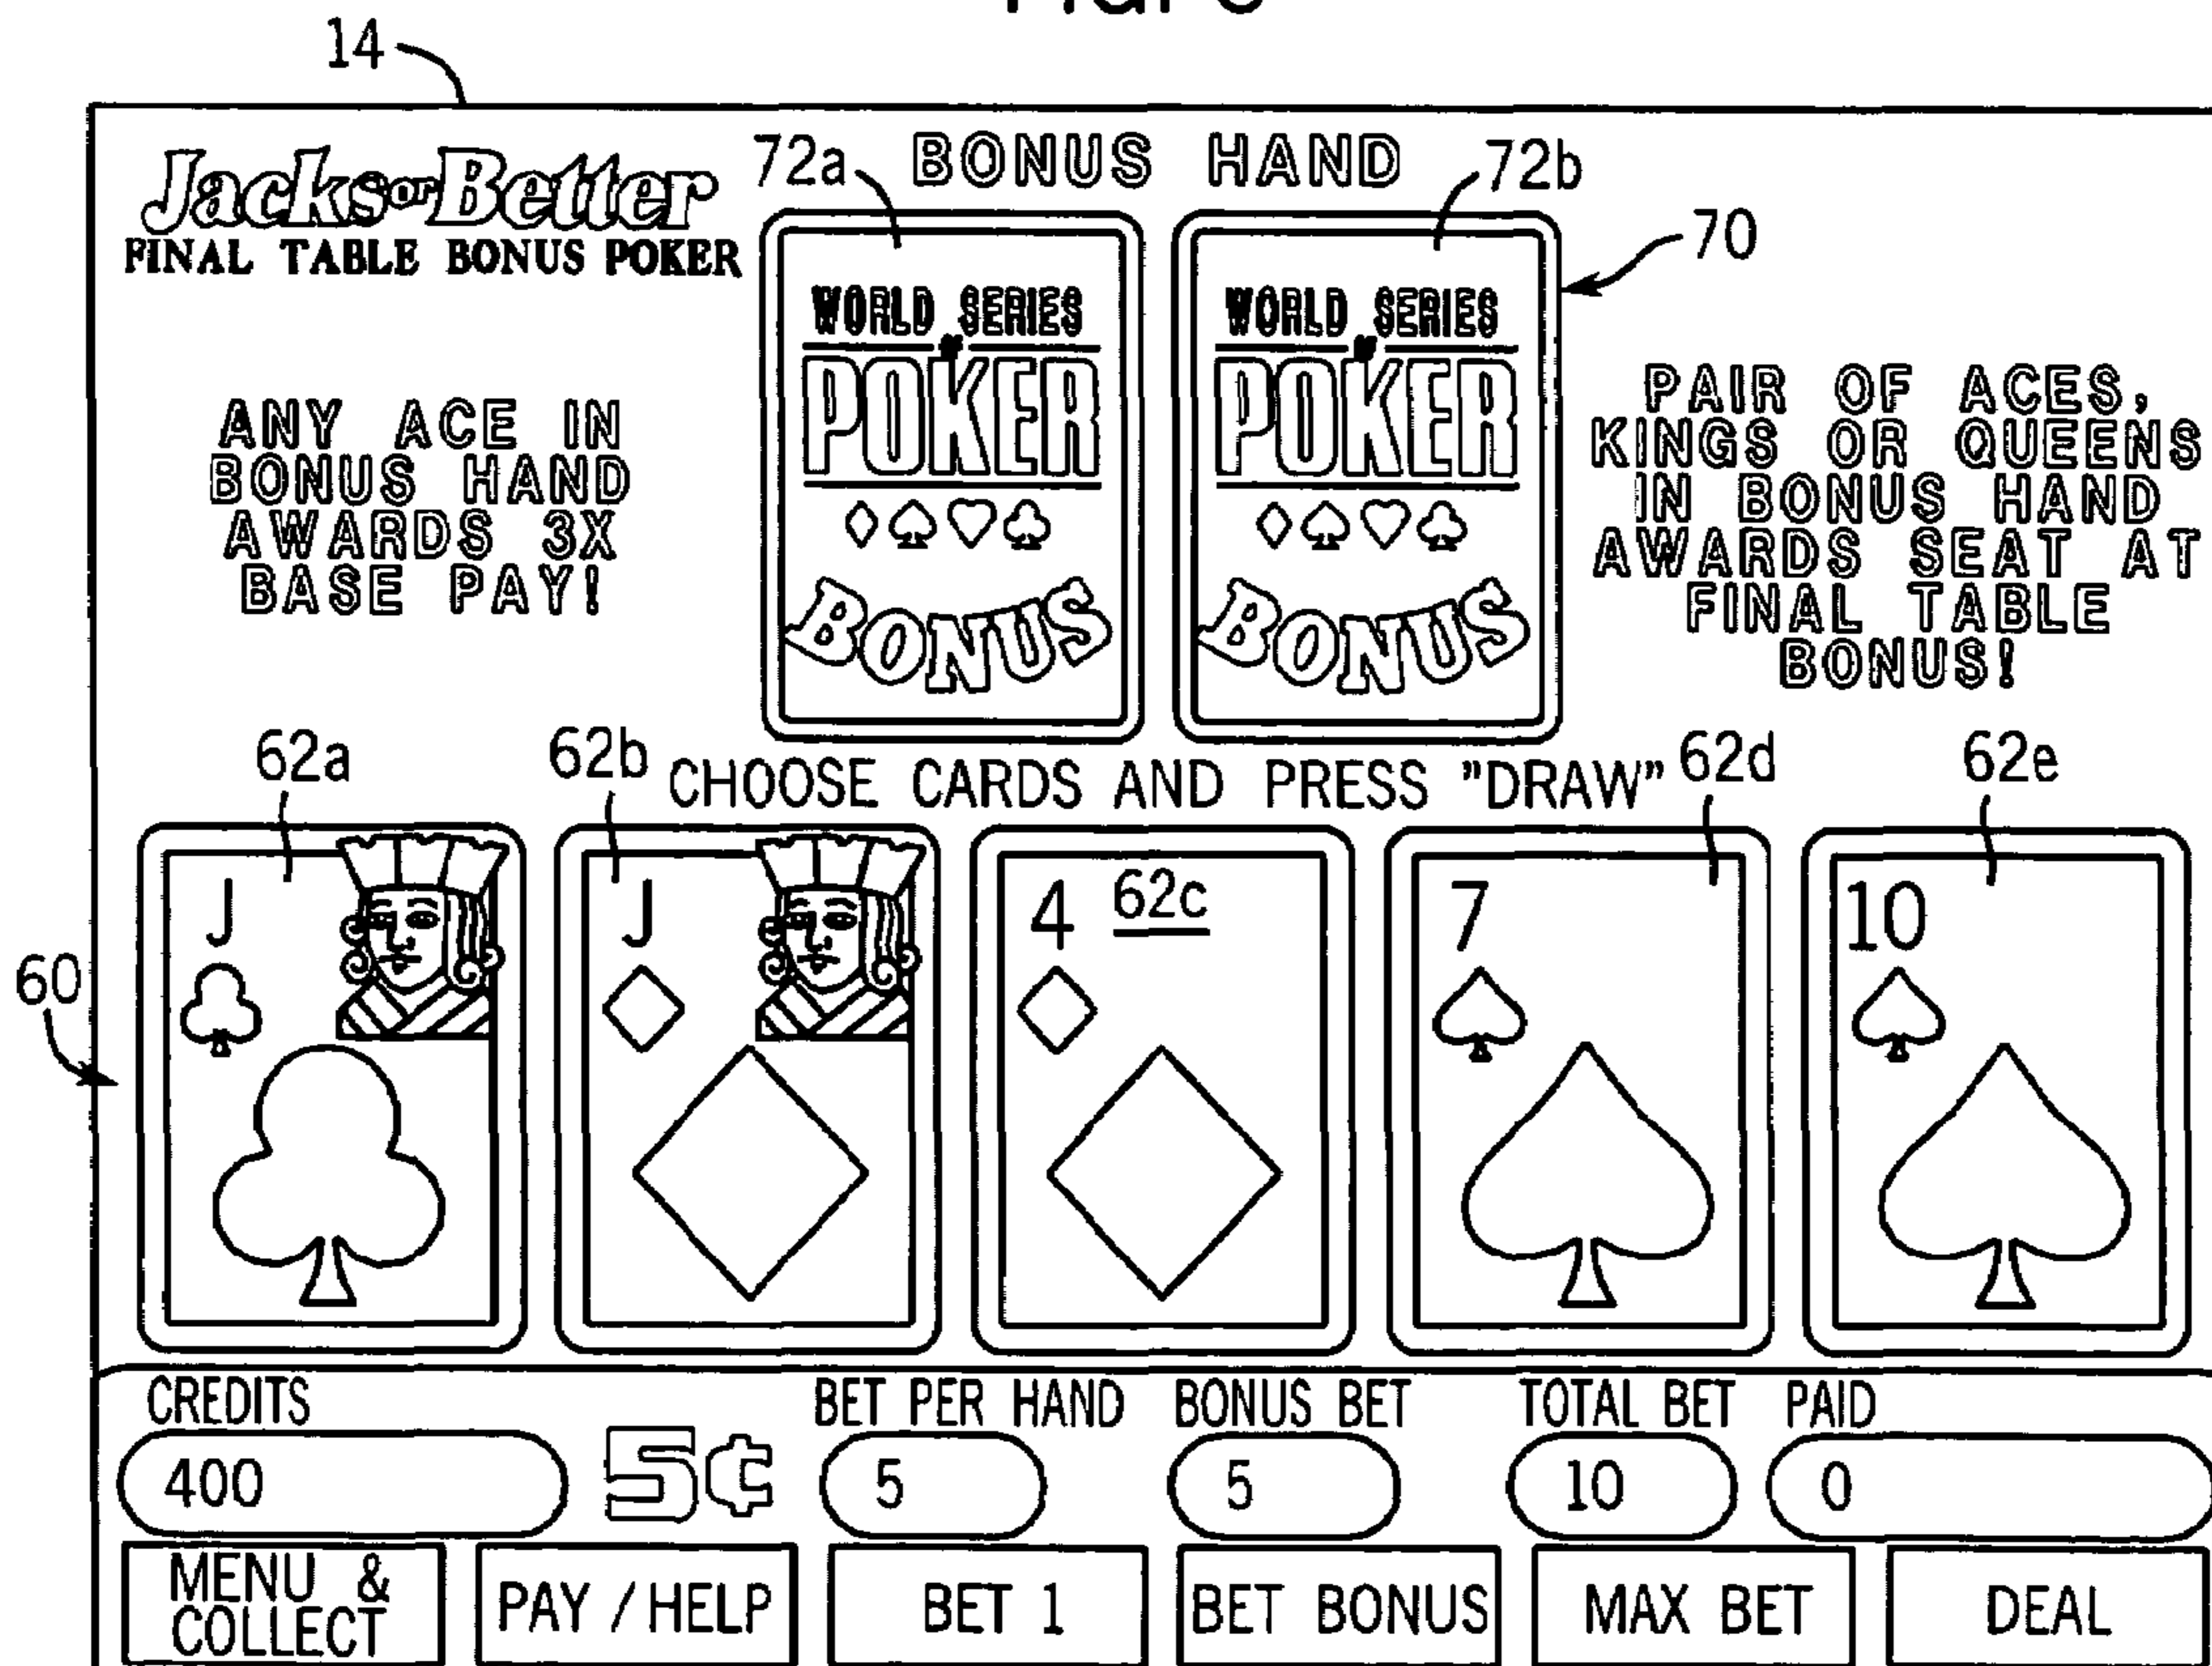 14
72a BONUS HAND 72b
Jacks or Better
FINAL TABLE BONUS POKER
70
WORLD SERIES
OF
POKER
BONUS
WORLD SERIES
OF
POKER
BONUS
ANY ACE IN
BONUS HAND
AWARDS 3X
BASE PAY!
PAIR OF ACES,
KINGS OR QUEENS
IN BONUS HAND
AWARDS SEAT AT
FINAL TABLE
BONUS!
62a 62b CHOOSE CARDS AND PRESS "DRAW" 62d 62e
J J 4 62c 7 10
60
CREDITS BET PER HAND BONUS BET TOTAL BET PAID
400 5¢ 5 5 10 0
MENU &
COLLECT
PAY / HELP
BET 1
BET BONUS
MAX BET
DEAL